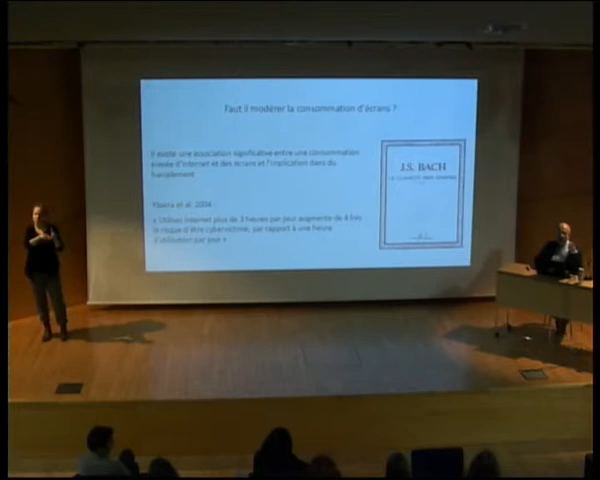 Faut il modérer la consommation d'écrans ?
Il existe une association significative entre une consommation
élevée d'internet et des écrans et l'implication dans du
harcèlement
Ybarra et al. 2004 :
« Utiliser internet plus de 3 heures par jour augmente de 4 fois
le risque d'être cybervictime, par rapport à une heure
d'utilisation par jour »
J.S. BACH